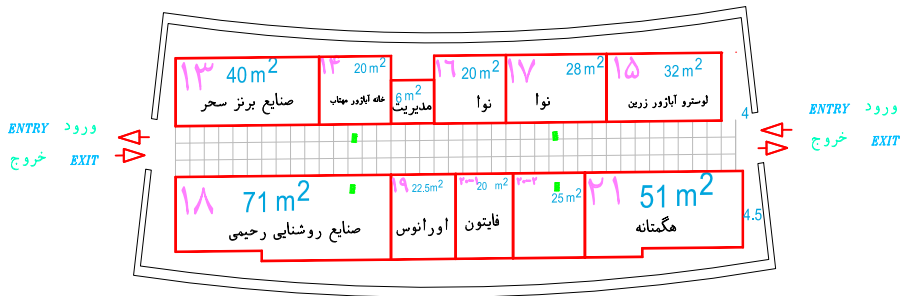 ۱۳ 40 m²
صنایع برنز سحر
۱۴ 20 m²
خانه آباژور مهتاب
6 m²
مدیریت
۱۶ 20 m²
نوا
۱۷ 28 m²
نوا
۱۵ 32 m²
لوسترو آباژور زرین
4
ENTRY ورود
خروج EXIT
ENTRY ورود
خروج EXIT
۱۸ 71 m²
صنایع روشنایی رحیمی
۱۹ 22.5m²
اورانوس
۲۰-۱ 20 m²
فایتون
۲۰-۲
25 m²
۲۱ 51 m²
هگمتانه
4.5